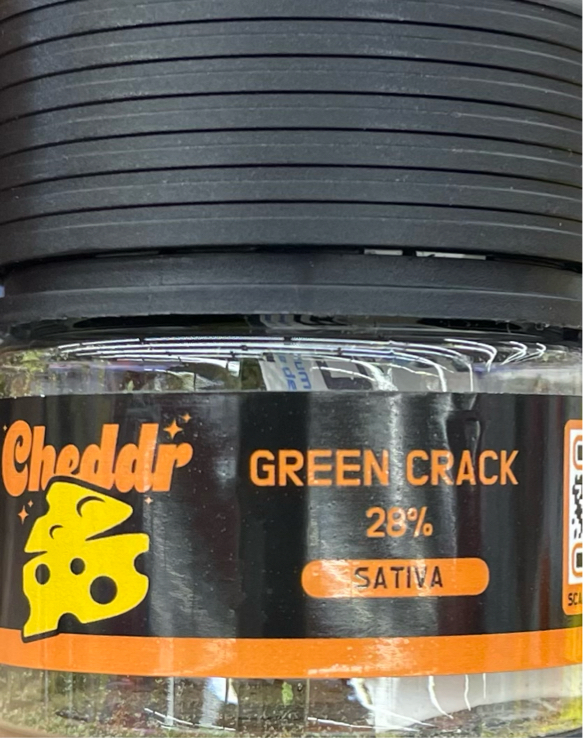 Cheddr
GREEN CRACK
28%
SATIVA